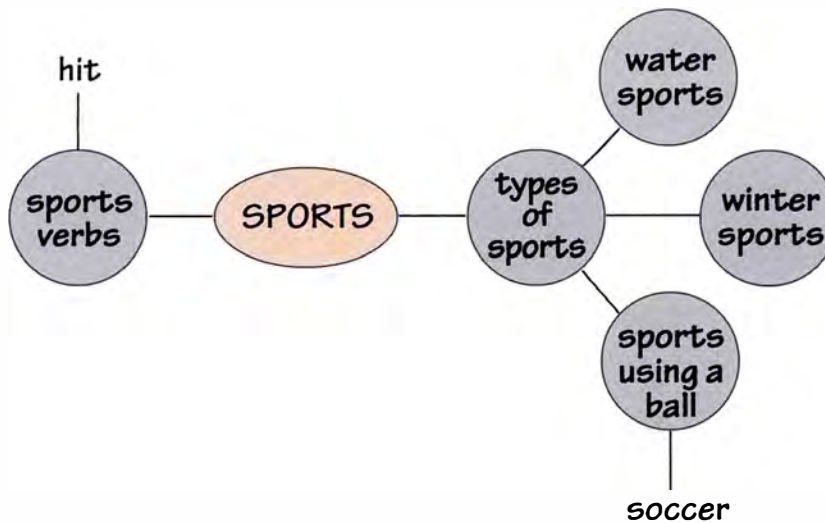 hit
sports
verbs
SPORTS
types
of
sports
water
sports
winter
sports
sports
using a
ball
soccer